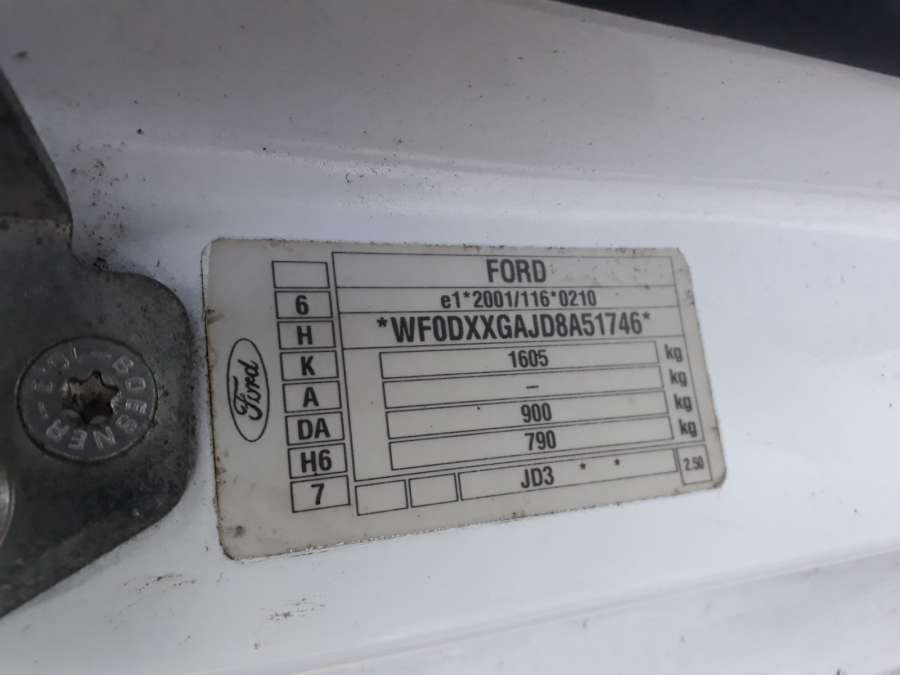 FORD
6 e1*2001/116*0210
H *WF0DXXGAJD8A51746*
K 1605 kg
A – kg
DA 900 kg
H6 790 kg
7 JD3 * * 2.50
Ford
BOESNER